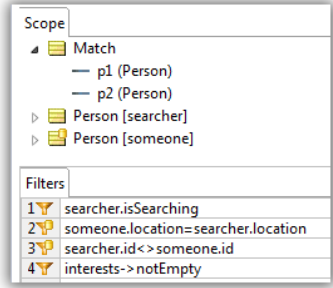 Scope
Match
p1 (Person)
p2 (Person)
Person [searcher]
Person [someone]
Filters
1 searcher.isSearching
2 someone.location=searcher.location
3 searcher.id<>someone.id
4 interests->notEmpty